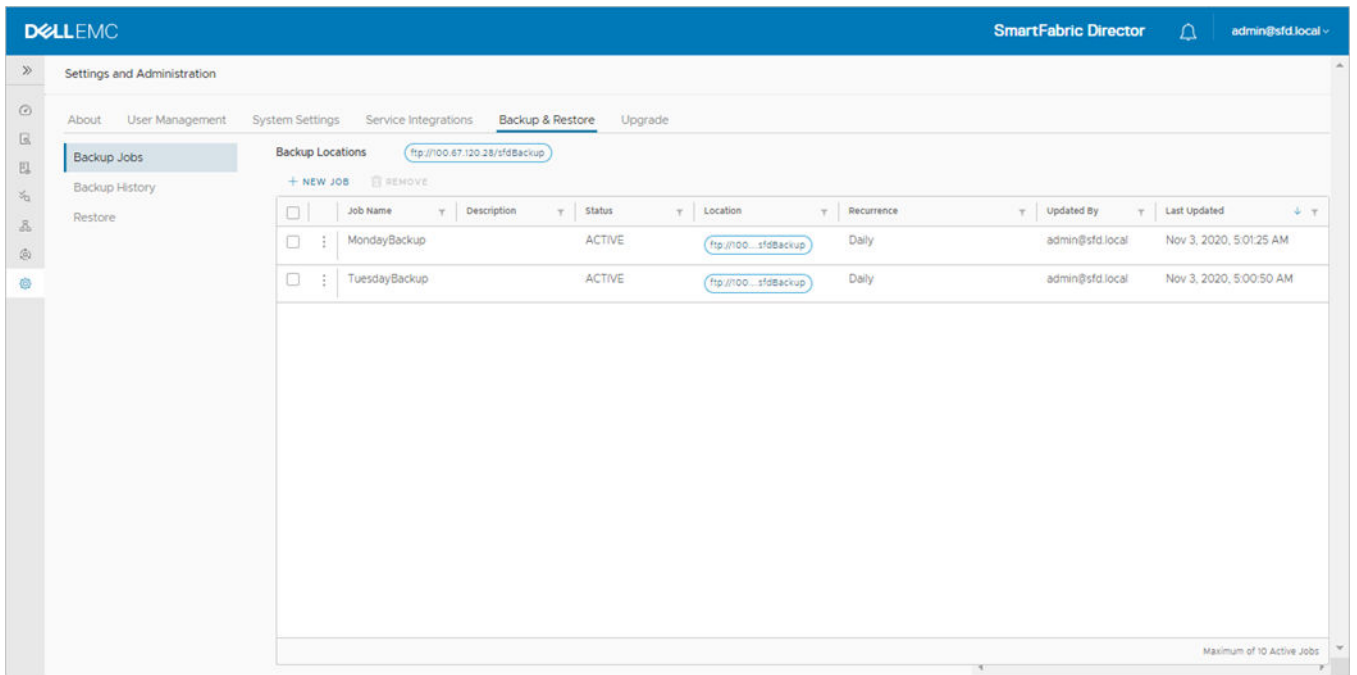 DELLEMC SmartFabric Director admin@sfd.local
Settings and Administration
About User Management System Settings Service Integrations Backup & Restore Upgrade
Backup Jobs
Backup History
Restore
Backup Locations ftp://100.67.120.28/sfdBackup
+ NEW JOB REMOVE
Job Name Description Status Location Recurrence Updated By Last Updated
MondayBackup ACTIVE ftp://100...sfdBackup Daily admin@sfd.local Nov 3, 2020, 5:01:25 AM
TuesdayBackup ACTIVE ftp://100...sfdBackup Daily admin@sfd.local Nov 3, 2020, 5:00:50 AM
Maximum of 10 Active Jobs